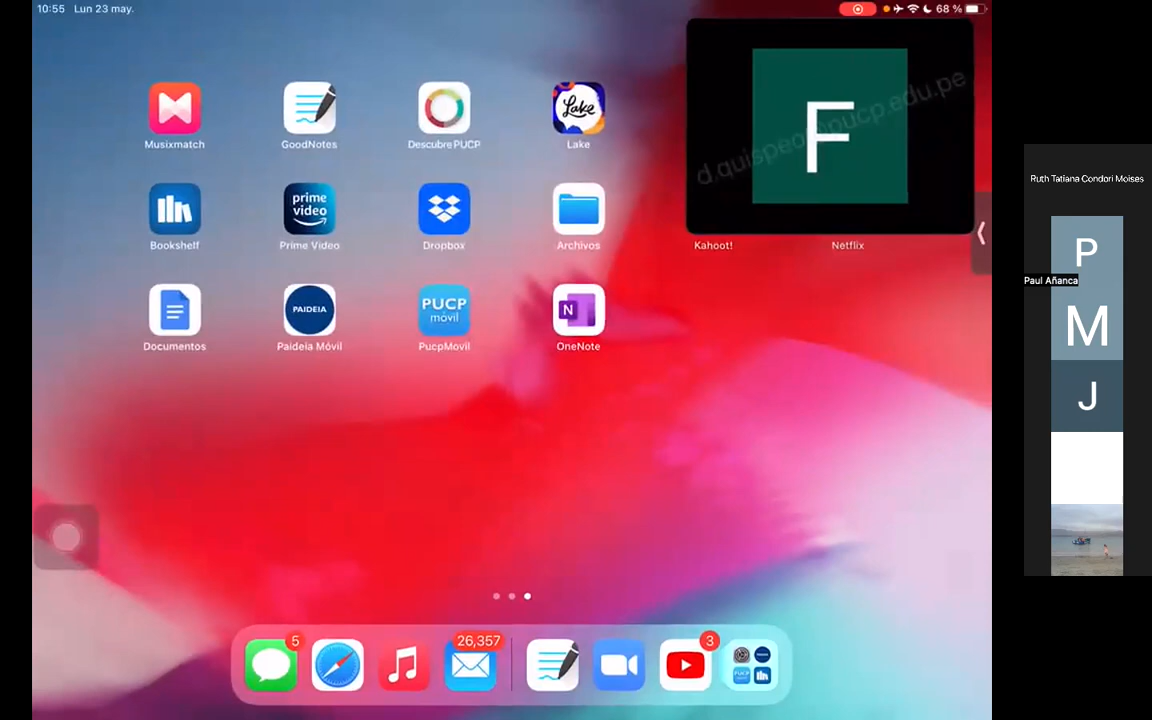 10:55 Lun 23 may.
68 %
F
d.quispeo@pucp.edu.pe
Musixmatch
GoodNotes
Descubre PUCP
Lake
Lake
prime video
Bookshelf
Prime Video
Dropbox
Archivos
Kahoot!
Netflix
PAIDEIA
PUCP
móvil
N
Documentos
Paideia Móvil
PucpMovil
OneNote
5
26,357
3
Ruth Tatiana Condori Moises
P
Paul Añanca
M
J